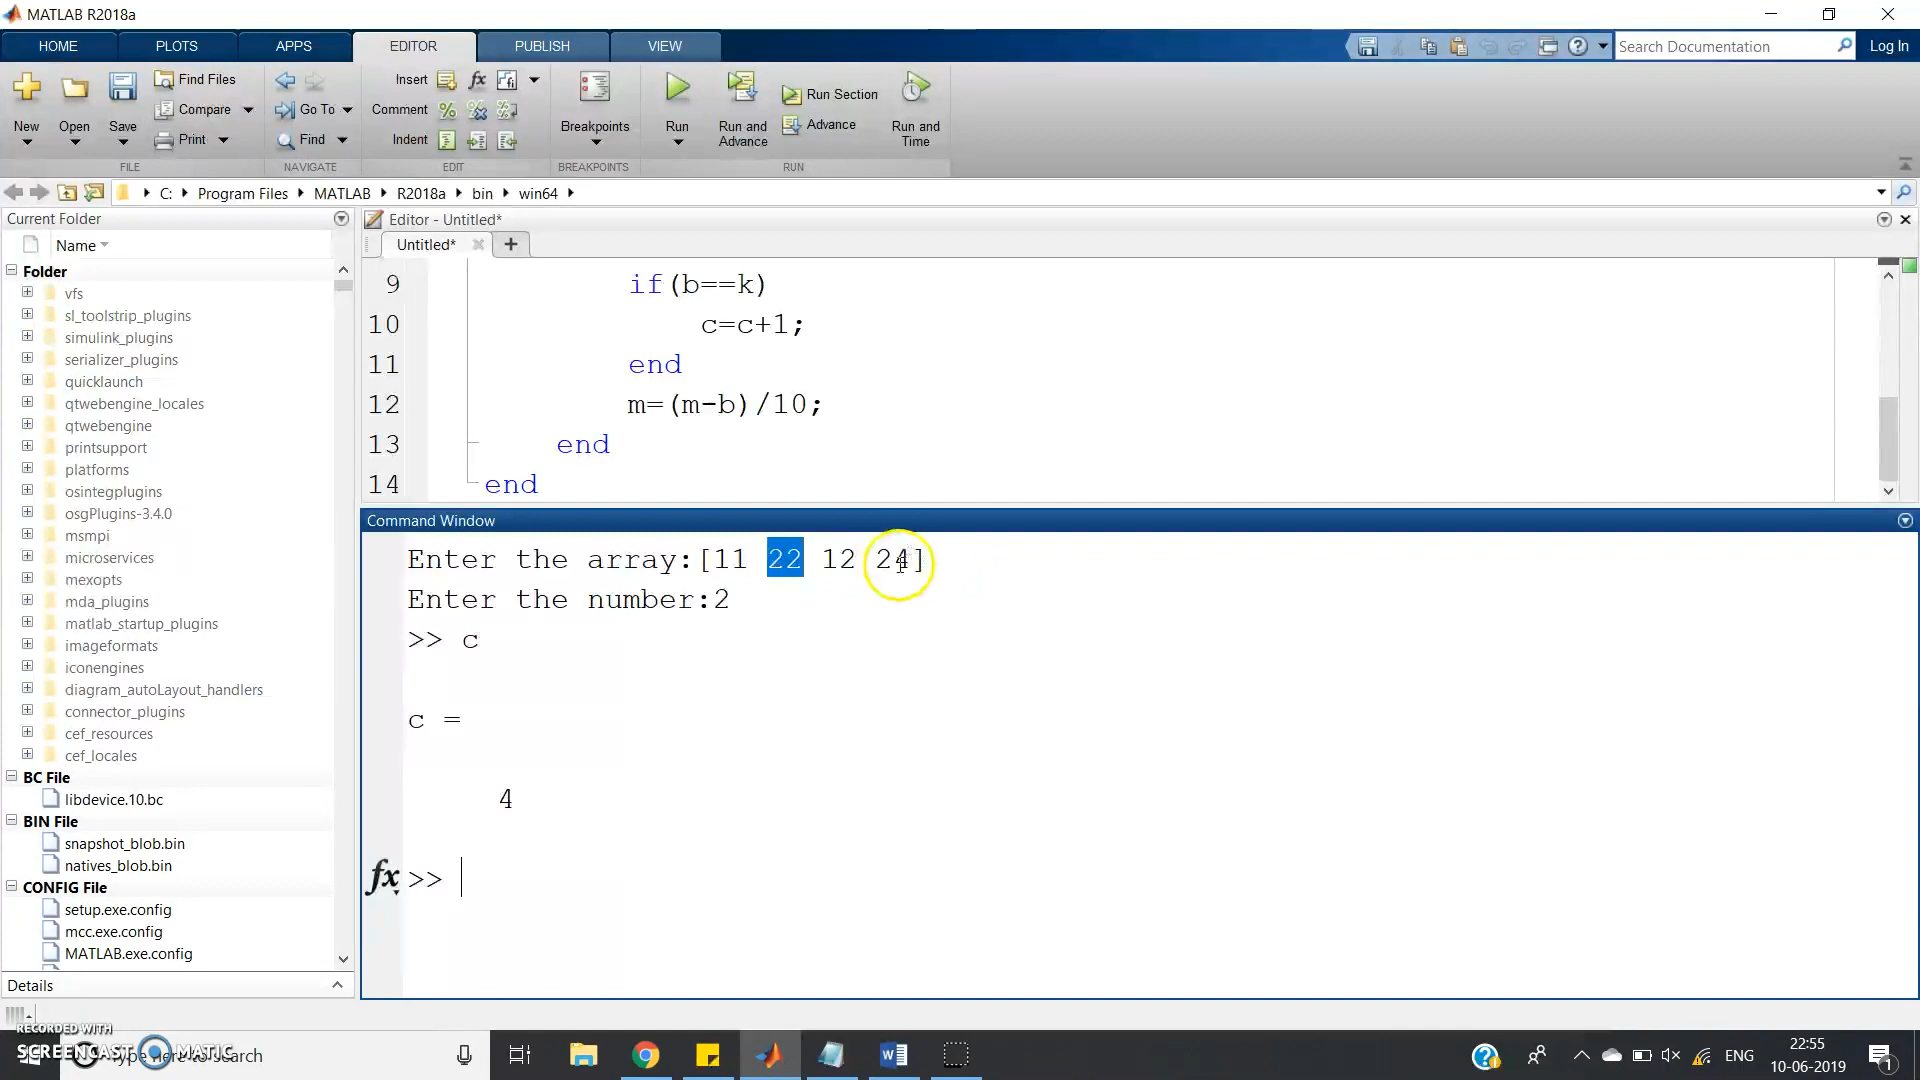 MATLAB R2018a
HOME PLOTS APPS EDITOR PUBLISH VIEW Search Documentation Log In
Find Files Insert fx
Compare Go To Comment Run Section
New Open Save Print Find Indent Breakpoints Run Run and Advance Advance Run and Time
FILE NAVIGATE EDIT BREAKPOINTS RUN
C: Program Files MATLAB R2018a bin win64
Current Folder
Name
Folder
vfs
sl_toolstrip_plugins
simulink_plugins
serializer_plugins
quicklaunch
qtwebengine_locales
qtwebengine
printsupport
platforms
osintegplugins
osgPlugins-3.4.0
msmpi
microservices
mexopts
mda_plugins
matlab_startup_plugins
imageformats
iconengines
diagram_autoLayout_handlers
connector_plugins
cef_resources
cef_locales
BC File
libdevice.10.bc
BIN File
snapshot_blob.bin
natives_blob.bin
CONFIG File
setup.exe.config
mcc.exe.config
MATLAB.exe.config
Details
Editor - Untitled*
Untitled*
9 if(b==k)
10 c=c+1;
11 end
12 m=(m-b)/10;
13 end
14 end
Command Window
Enter the array:[11 22 12 24]
Enter the number:2
>> c
c =
4
fx >>
RECORDED WITH
SCREENCAST MATIC
Type here to search
ENG
22:55
10-06-2019
1